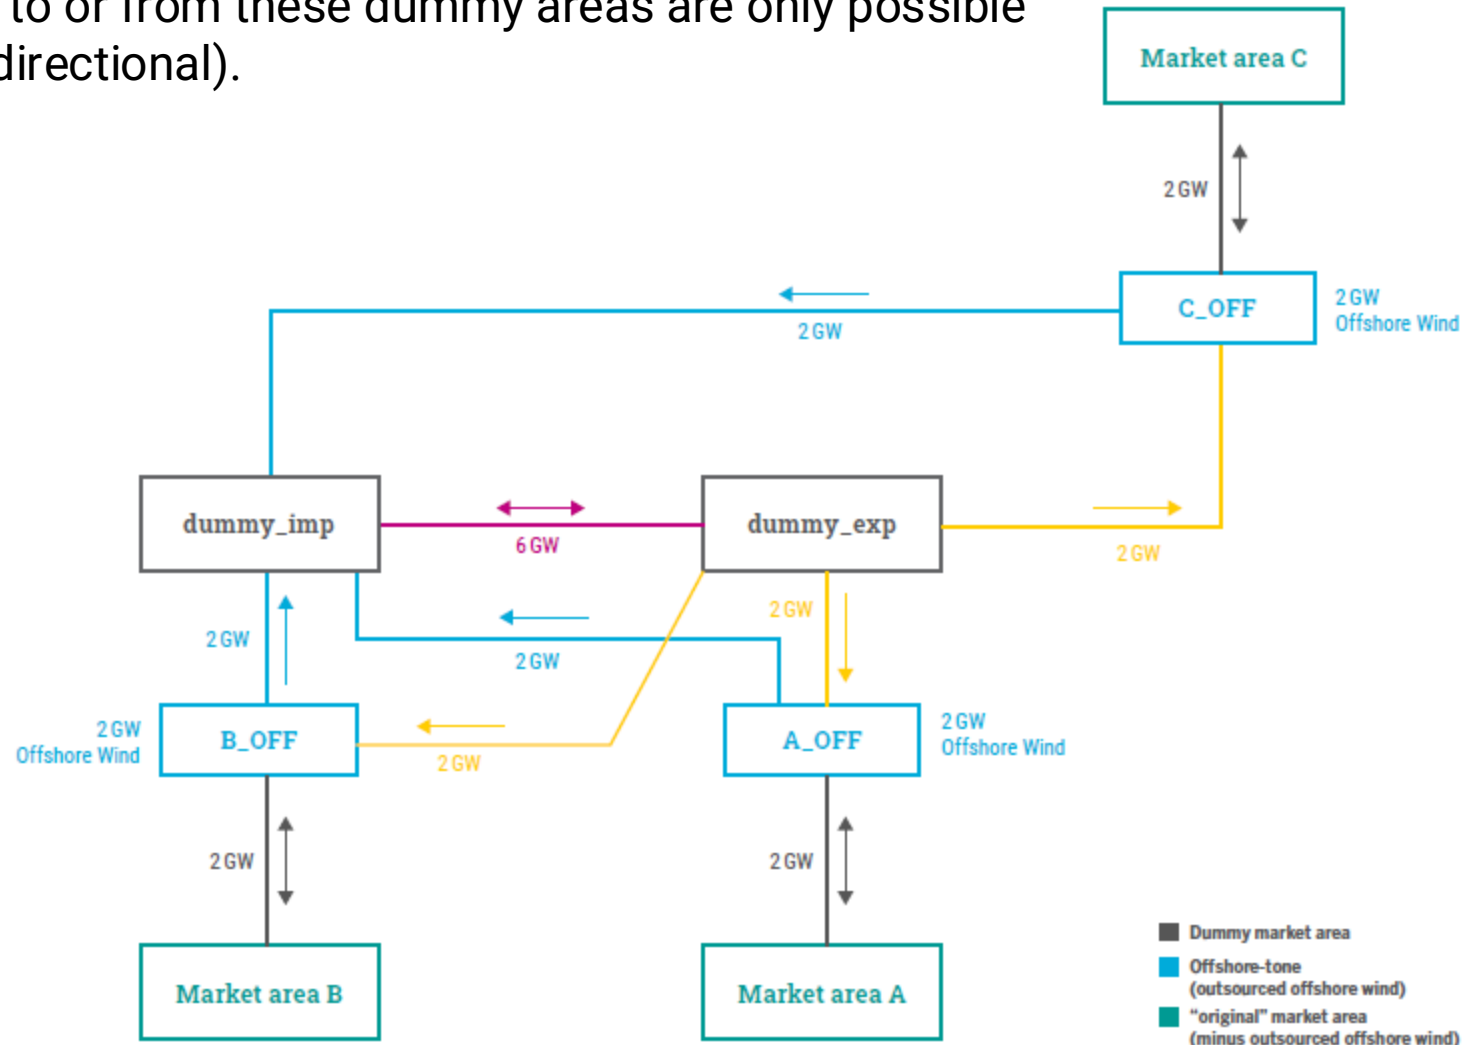 to or from these dummy areas are only possible
directional).
Market area C
2 GW
C_OFF
2 GW
Offshore Wind
2 GW
dummy_imp
6 GW
dummy_exp
2 GW
2 GW
2 GW
2 GW
B_OFF
2 GW
Offshore Wind
2 GW
A_OFF
2 GW
Offshore Wind
2 GW
2 GW
Market area B
Market area A
Dummy market area
Offshore-tone
(outsourced offshore wind)
“original” market area
(minus outsourced offshore wind)